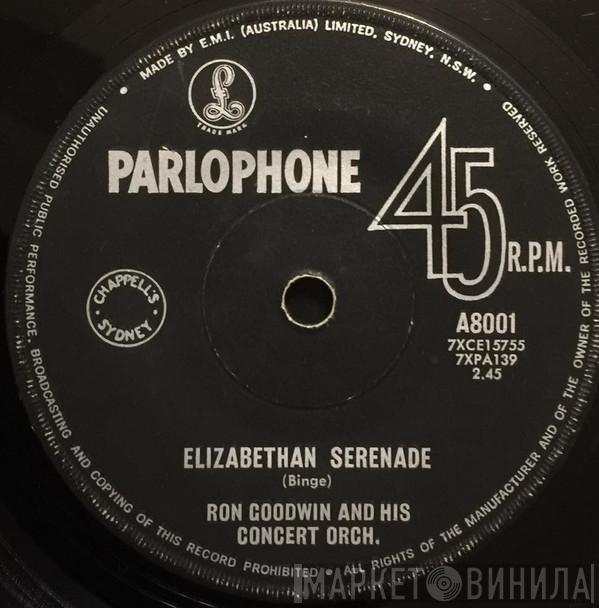 MADE BY E.M.I. (AUSTRALIA) LIMITED, SYDNEY, N.S.W. •
UNAUTHORISED PUBLIC PERFORMANCE, BROADCASTING AND COPYING OF THIS RECORD PROHIBITED • ALL RIGHTS OF THE MANUFACTURER AND OF THE OWNER OF THE RECORDED WORK RESERVED •
£
TRADE MARK
PARLOPHONE
45 R.P.M.
CHAPPELL'S
• SYDNEY •
A8001
7XCE15755
7XPA139
2.45
ELIZABETHAN SERENADE
(Binge)
RON GOODWIN AND HIS
CONCERT ORCH.
МАРКЕТ ВИНИЛА